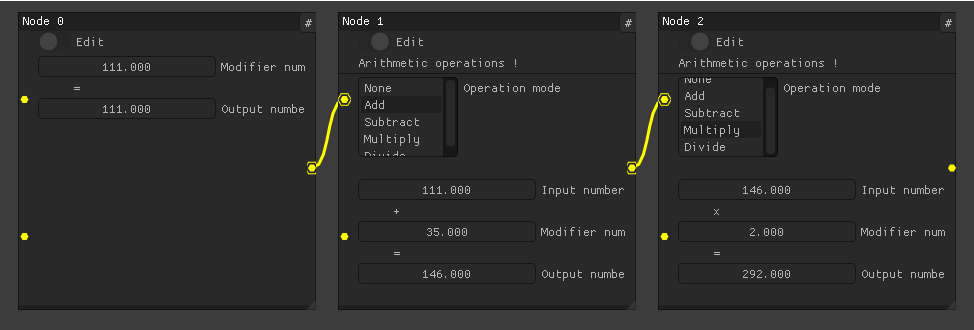 Node 0 #
Edit
111.000 Modifier num
=
111.000 Output numbe
Node 1 #
Edit
Arithmetic operations !
None
Add
Subtract
Multiply
Divide
Operation mode
111.000 Input number
+
35.000 Modifier num
=
146.000 Output numbe
Node 2 #
Edit
Arithmetic operations !
None
Add
Subtract
Multiply
Divide
Operation mode
146.000 Input number
x
2.000 Modifier num
=
292.000 Output numbe